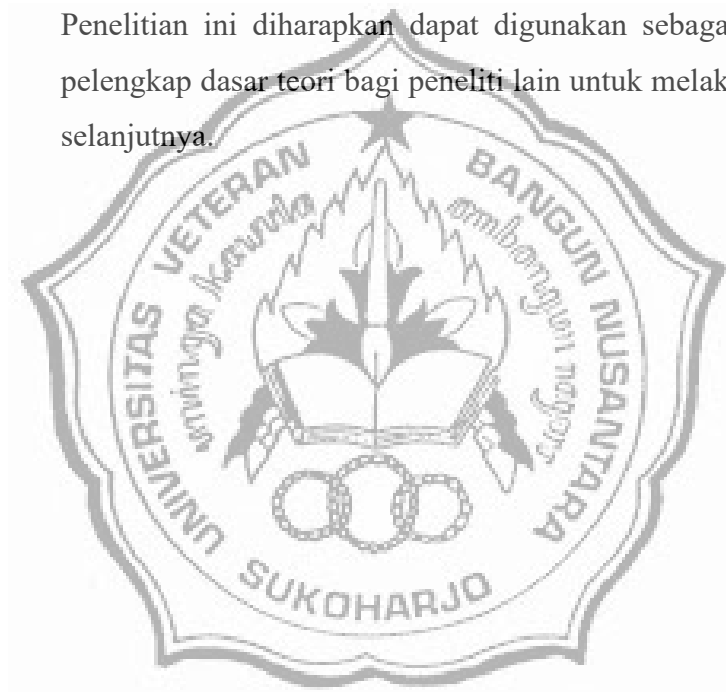 Penelitian ini diharapkan dapat digunakan sebaga
pelengkap dasar teori bagi peneliti lain untuk melak
selanjutnya.
UNIVERSITAS VETERAN BANGUN NUSANTARA
SUKOHARJO